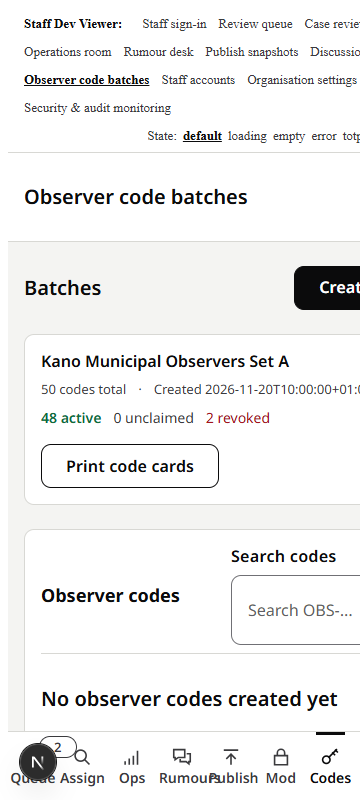 Staff Dev Viewer: Staff sign-in Review queue Case revie
Operations room Rumour desk Publish snapshots Discussio
Observer code batches Staff accounts Organisation settings
Security & audit monitoring
State: default loading empty error totp
Observer code batches
Batches Creat
Kano Municipal Observers Set A
50 codes total · Created 2026-11-20T10:00:00+01:0
48 active 0 unclaimed 2 revoked
Print code cards
Search codes
Observer codes
Search OBS-...
No observer codes created yet
2
N
Queue Assign Ops Rumours Publish Mod Codes